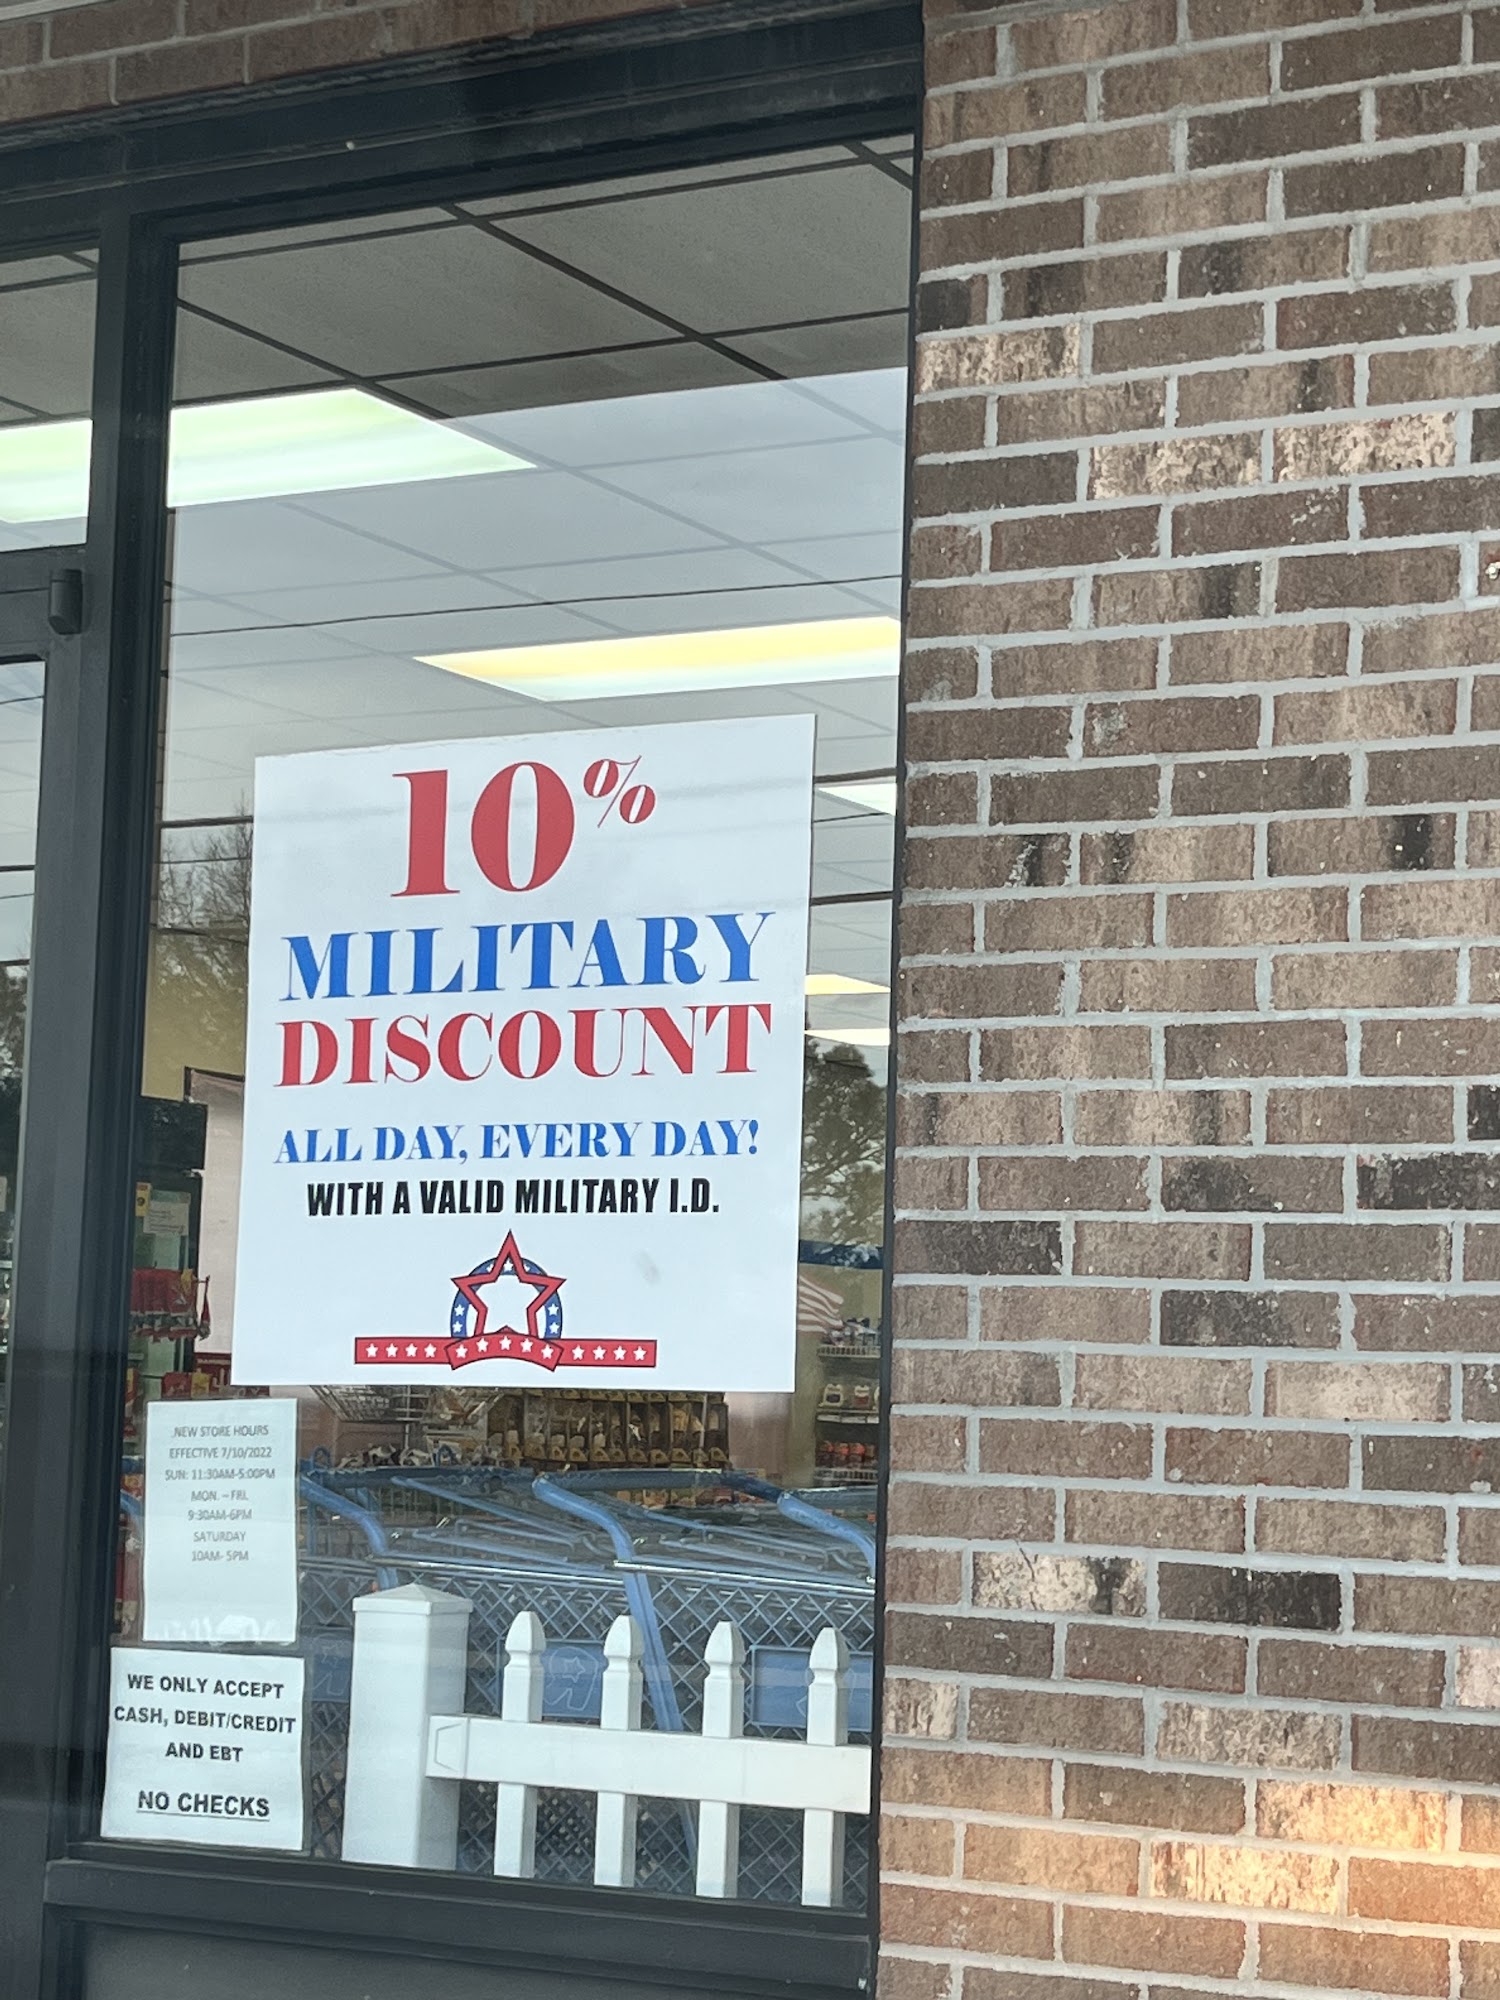 10%
MILITARY
DISCOUNT
ALL DAY, EVERY DAY!
WITH A VALID MILITARY I.D.
NEW STORE HOURS
EFFECTIVE 7/10/2022
SUN: 11:30AM-5:00PM
MON. – FRI.
9:30AM-6PM
SATURDAY
10AM- 5PM
WE ONLY ACCEPT
CASH, DEBIT/CREDIT
AND EBT
NO CHECKS